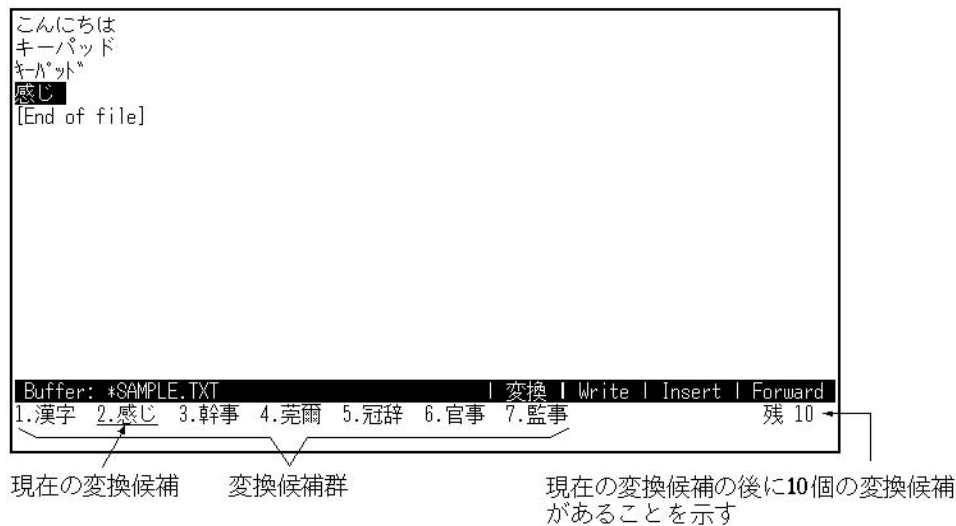 こんにちは
キーパッド
ｷｰﾊﾟｯﾄﾞ
感じ
[End of file]
Buffer: *SAMPLE.TXT | 変換 | Write | Insert | Forward
1.漢字 2.感じ 3.幹事 4.莞爾 5.冠辞 6.官事 7.監事 残 10
現在の変換候補 変換候補群 現在の変換候補の後に10個の変換候補
があることを示す